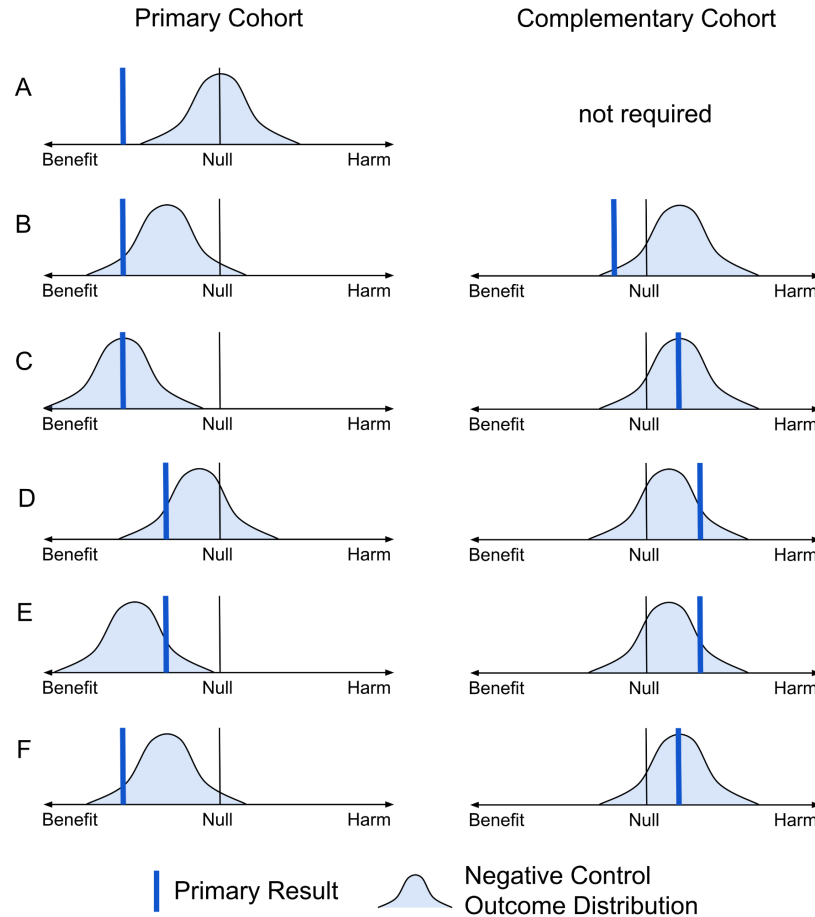 Primary Cohort
Complementary Cohort
A
not required
Benefit
Null
Harm
B
Benefit
Null
Harm
Benefit
Null
Harm
C
Benefit
Null
Harm
Benefit
Null
Harm
D
Benefit
Null
Harm
Benefit
Null
Harm
E
Benefit
Null
Harm
Benefit
Null
Harm
F
Benefit
Null
Harm
Benefit
Null
Harm
Primary Result
Negative Control
Outcome Distribution